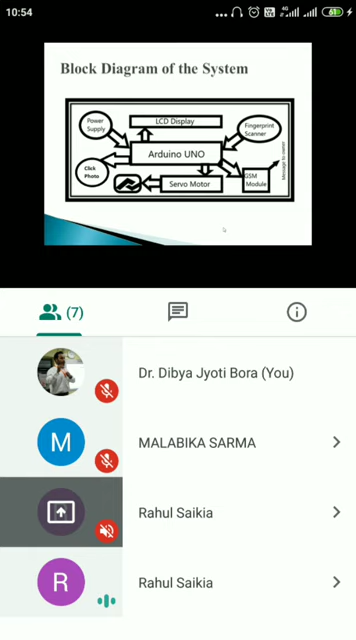 10:54
4G
61
Block Diagram of the System
Power
Supply
LCD Display
Fingerprint
Scanner
Arduino UNO
Click
Photo
Servo Motor
GSM
Module
Message to owner
(7)
Dr. Dibya Jyoti Bora (You)
M
MALABIKA SARMA
Rahul Saikia
R
Rahul Saikia